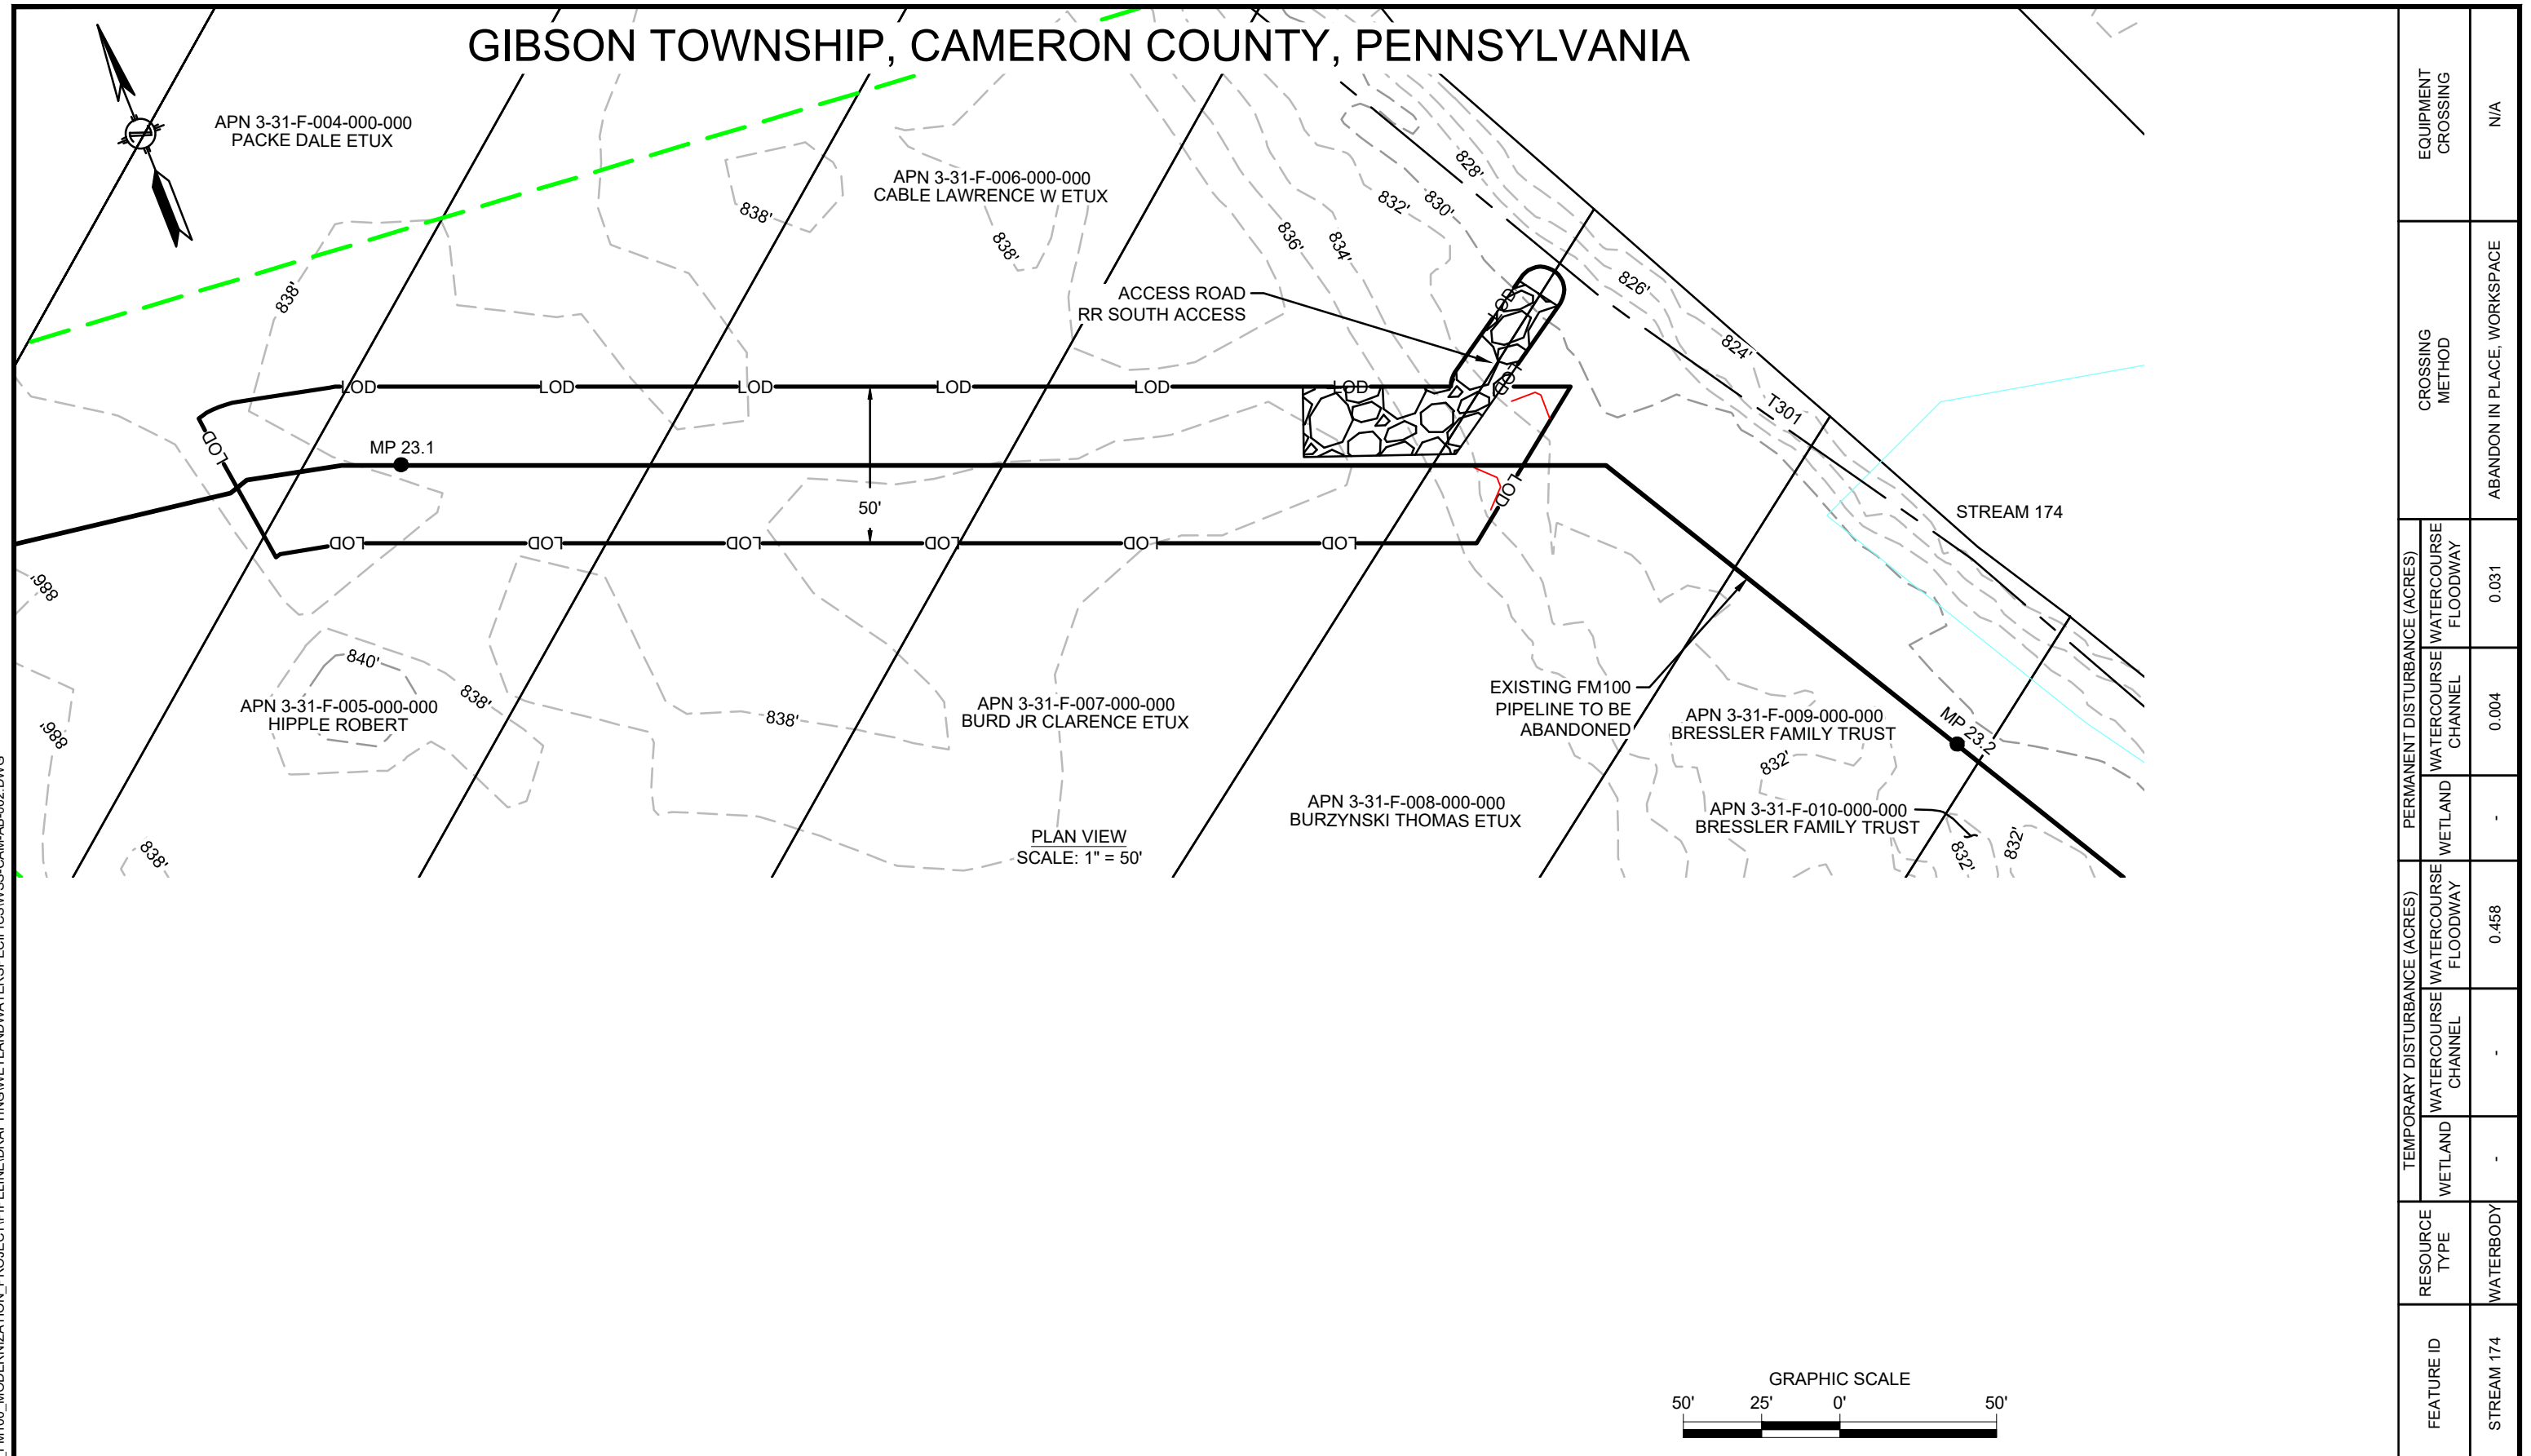 GIBSON TOWNSHIP, CAMERON COUNTY, PENNSYLVANIA
APN 3-31-F-004-000-000
PACKE DALE ETUX
APN 3-31-F-006-000-000
CABLE LAWRENCE W ETUX
838'
838'
838'
836'
834'
832'
830'
828'
826'
824'
T301
ACCESS ROAD
RR SOUTH ACCESS
LOD
LOD
LOD
LOD
LOD
LOD
LOD
LOD
LOD
MP 23.1
50'
LOD
LOD
LOD
LOD
LOD
LOD
LOD
STREAM 174
886'
886'
840'
838'
838'
838'
APN 3-31-F-005-000-000
HIPPLE ROBERT
APN 3-31-F-007-000-000
BURD JR CLARENCE ETUX
EXISTING FM100
PIPELINE TO BE
ABANDONED
APN 3-31-F-009-000-000
BRESSLER FAMILY TRUST
MP 23.2
832'
APN 3-31-F-008-000-000
BURZYNSKI THOMAS ETUX
APN 3-31-F-010-000-000
BRESSLER FAMILY TRUST
832'
832'
PLAN VIEW
SCALE: 1" = 50'
GRAPHIC SCALE
50' 25' 0' 50'
FEATURE ID
RESOURCE
TYPE
TEMPORARY DISTURBANCE (ACRES)
WETLAND
WATERCOURSE
CHANNEL
WATERCOURSE
FLOODWAY
PERMANENT DISTURBANCE (ACRES)
WETLAND
WATERCOURSE
CHANNEL
WATERCOURSE
FLOODWAY
CROSSING
METHOD
EQUIPMENT
CROSSING
STREAM 174
WATERBODY
-
-
0.458
-
0.004
0.031
ABANDON IN PLACE, WORKSPACE
N/A